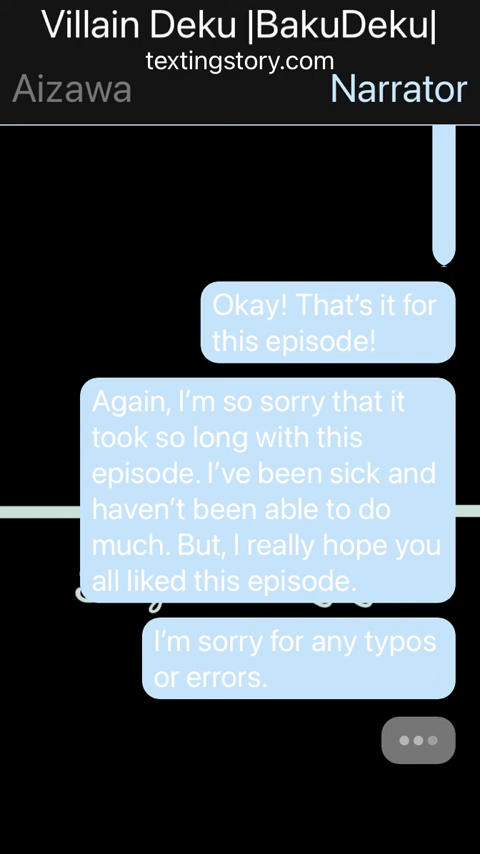 Villain Deku |BakuDeku|
textingstory.com
Aizawa
Narrator
Okay! That's it for
this episode!
Again, I'm so sorry that it
took so long with this
episode. I've been sick and
haven't been able to do
much. But, I really hope you
all liked this episode.
I'm sorry for any typos
or errors.